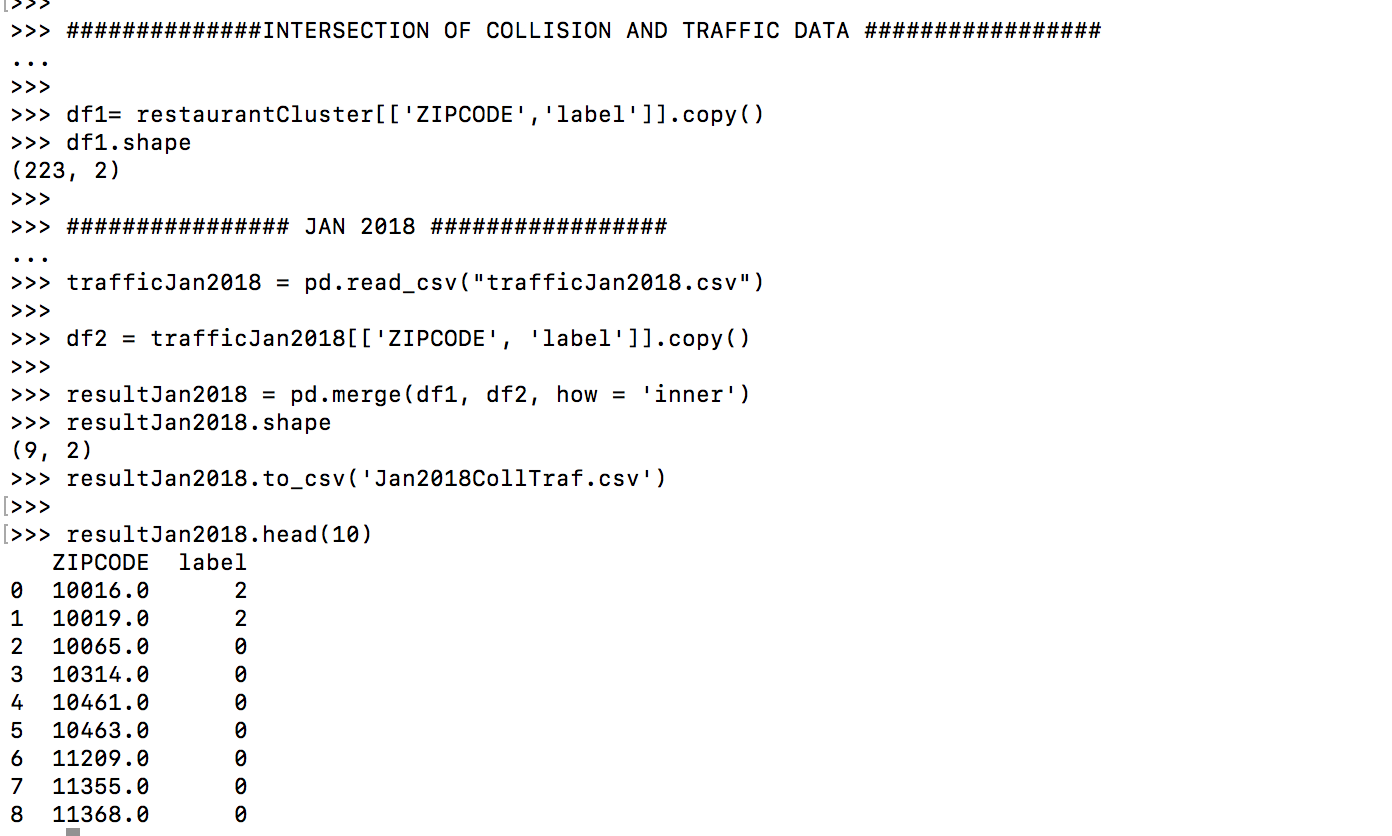 [>>>
>>> ##############INTERSECTION OF COLLISION AND TRAFFIC DATA #################
...
>>>
>>> df1= restaurantCluster[['ZIPCODE','label']].copy()
>>> df1.shape
(223, 2)
>>>
>>> ################ JAN 2018 #################
...
>>> trafficJan2018 = pd.read_csv("trafficJan2018.csv")
>>>
>>> df2 = trafficJan2018[['ZIPCODE', 'label']].copy()
>>>
>>> resultJan2018 = pd.merge(df1, df2, how = 'inner')
>>> resultJan2018.shape
(9, 2)
>>> resultJan2018.to_csv('Jan2018CollTraf.csv')
[>>>
[>>> resultJan2018.head(10)
   ZIPCODE  label
0  10016.0      2
1  10019.0      2
2  10065.0      0
3  10314.0      0
4  10461.0      0
5  10463.0      0
6  11209.0      0
7  11355.0      0
8  11368.0      0